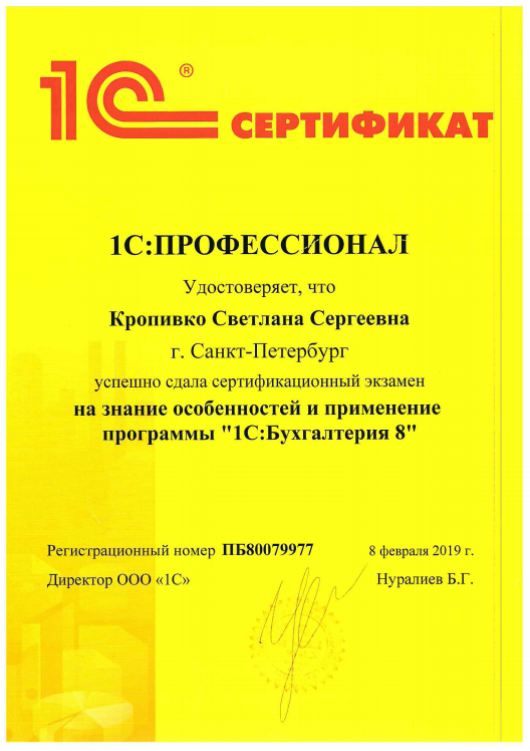 1С® СЕРТИФИКАТ
1С:ПРОФЕССИОНАЛ
Удостоверяет, что
Кропивко Светлана Сергеевна
г. Санкт-Петербург
успешно сдала сертификационный экзамен
на знание особенностей и применение
программы "1С:Бухгалтерия 8"
Регистрационный номер ПБ80079977 8 февраля 2019 г.
Директор ООО «1С» Нуралиев Б.Г.